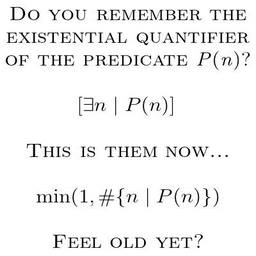 Do you remember the
existential quantifier
of the predicate P(n)?
[∃n | P(n)]
This is them now...
min(1, #{n | P(n)})
Feel old yet?